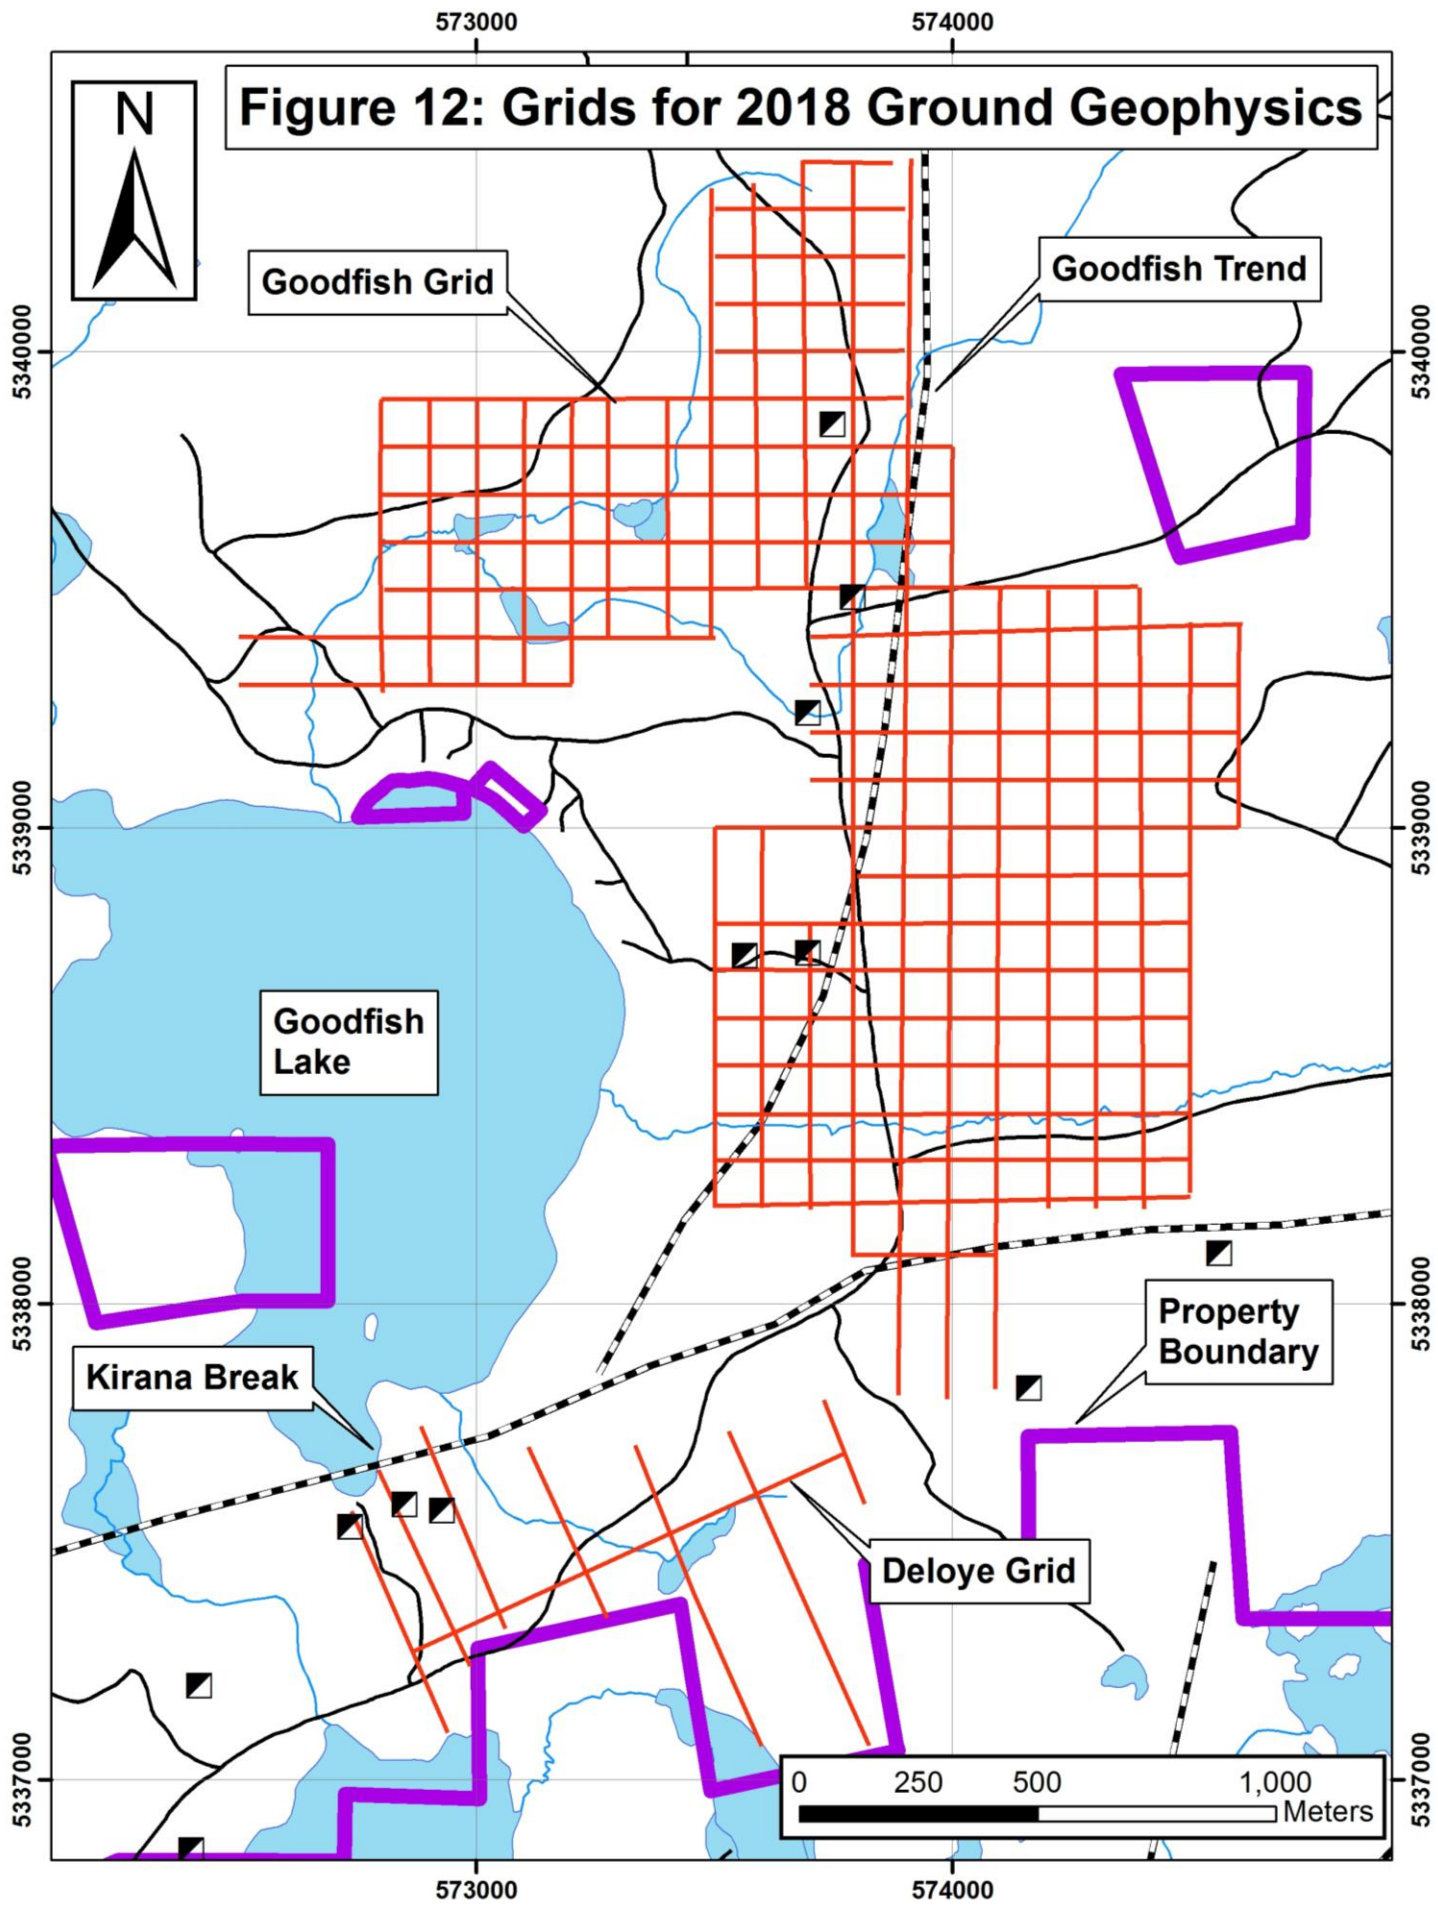 573000
574000
N
Figure 12: Grids for 2018 Ground Geophysics
Goodfish Grid
Goodfish Trend
5340000
5340000
5339000
5339000
Goodfish
Lake
5338000
5338000
Property
Boundary
Kirana Break
Deloye Grid
5337000
5337000
0 250 500 1,000
Meters
573000
574000